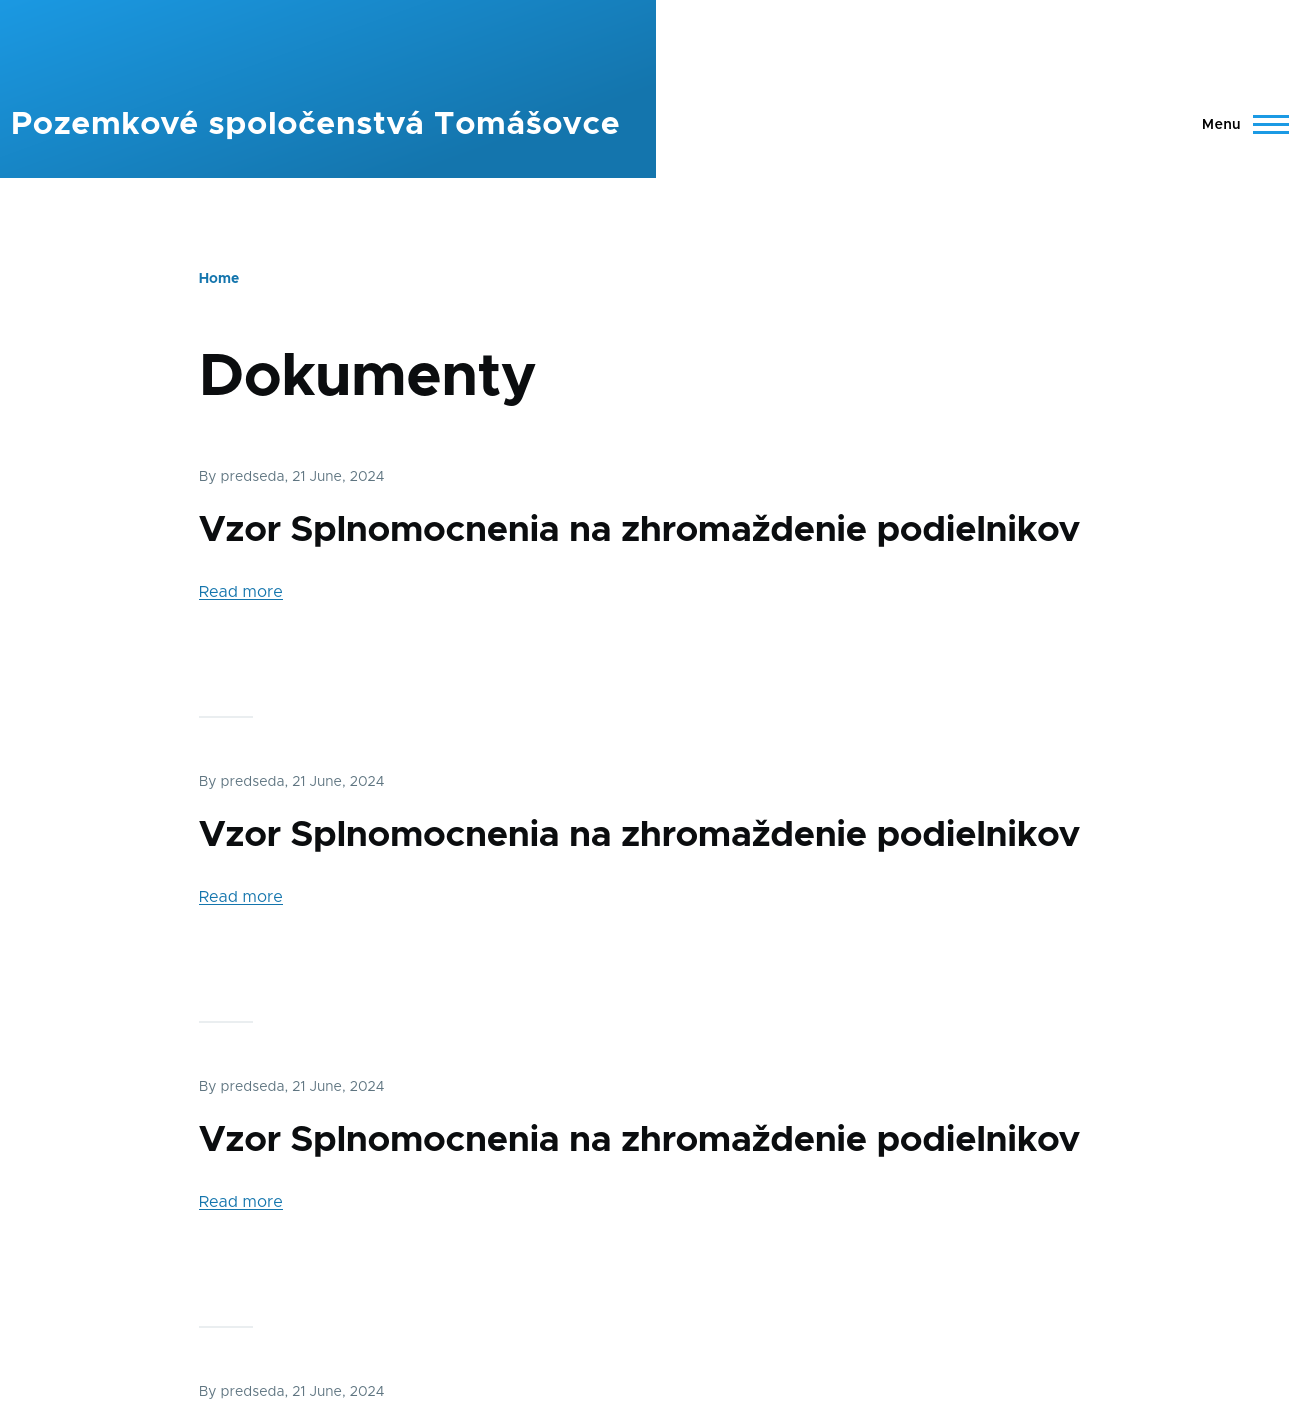 Pozemkové spoločenstvá Tomášovce
Menu
Home
Dokumenty
By predseda, 21 June, 2024
Vzor Splnomocnenia na zhromaždenie podielnikov
Read more
By predseda, 21 June, 2024
Vzor Splnomocnenia na zhromaždenie podielnikov
Read more
By predseda, 21 June, 2024
Vzor Splnomocnenia na zhromaždenie podielnikov
Read more
By predseda, 21 June, 2024